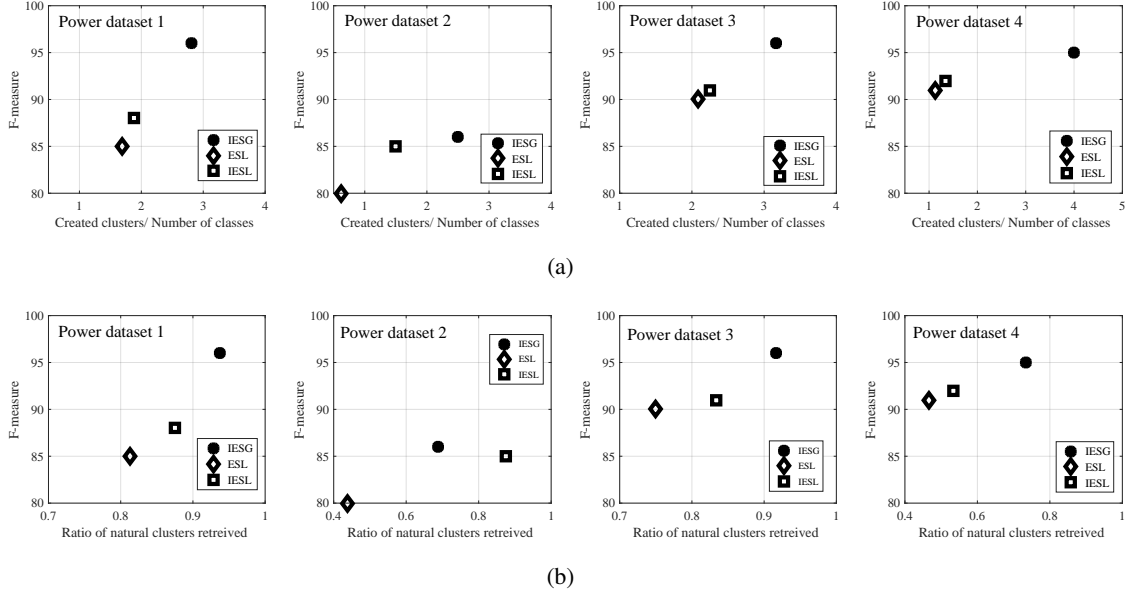 Power dataset 1
100
95
90
85
80
F-measure
1
2
3
4
Created clusters/ Number of classes
IESG
ESL
IESL
Power dataset 2
100
95
90
85
80
F-measure
1
2
3
4
Created clusters/ Number of classes
IESG
ESL
IESL
Power dataset 3
100
95
90
85
80
F-measure
1
2
3
4
Created clusters/ Number of classes
IESG
ESL
IESL
Power dataset 4
100
95
90
85
80
F-measure
1
2
3
4
5
Created clusters/ Number of classes
IESG
ESL
IESL
(a)
Power dataset 1
100
95
90
85
80
F-measure
0.7
0.8
0.9
1
Ratio of natural clusters retreived
IESG
ESL
IESL
Power dataset 2
100
95
90
85
80
F-measure
0.4
0.6
0.8
1
Ratio of natural clusters retreived
IESG
ESL
IESL
Power dataset 3
100
95
90
85
80
F-measure
0.7
0.8
0.9
1
Ratio of natural clusters retreived
IESG
ESL
IESL
Power dataset 4
100
95
90
85
80
F-measure
0.4
0.6
0.8
1
Ratio of natural clusters retreived
IESG
ESL
IESL
(b)